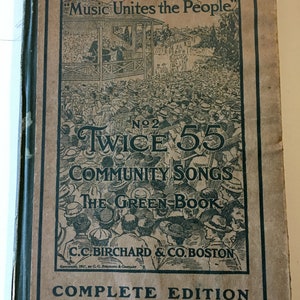 "Music Unites the People"
No 2
TWICE 55
COMMUNITY SONGS
THE GREEN BOOK
C.C. BIRCHARD & CO. BOSTON
COMPLETE EDITION